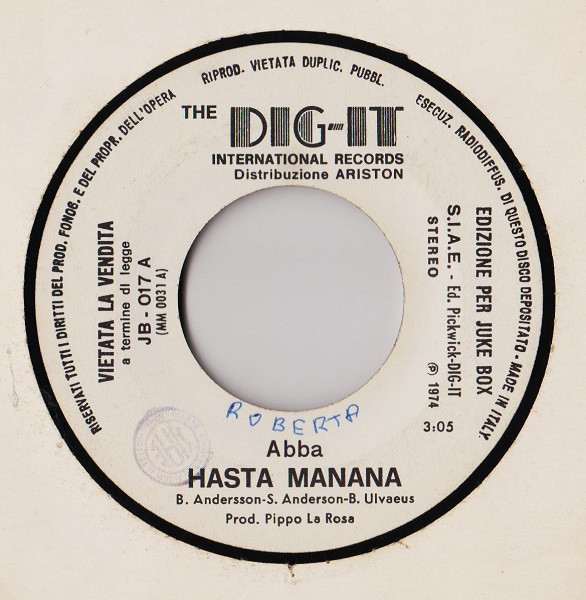 RISERVATI TUTTI I DIRITTI DEL PROD. FONOG. E DEL PROPR. DELL'OPERA
RIPROD. VIETATA DUPLIC. PUBBL.
ESECUZ. RADIODIFFUS. DI QUESTO DISCO DEPOSITATO - MADE IN ITALY
THE DIG-IT
INTERNATIONAL RECORDS
Distribuzione ARISTON
VIETATA LA VENDITA
a termine di legge
JB - 017 A
(MM 0031 A)
EDIZIONE PER JUKE BOX
S.I.A.E. - Ed. Pickwick-DIG-IT
STEREO
Ⓟ 1974
3:05
ROBERTA
Abba
HASTA MANANA
B. Andersson-S. Anderson-B. Ulvaeus
Prod. Pippo La Rosa